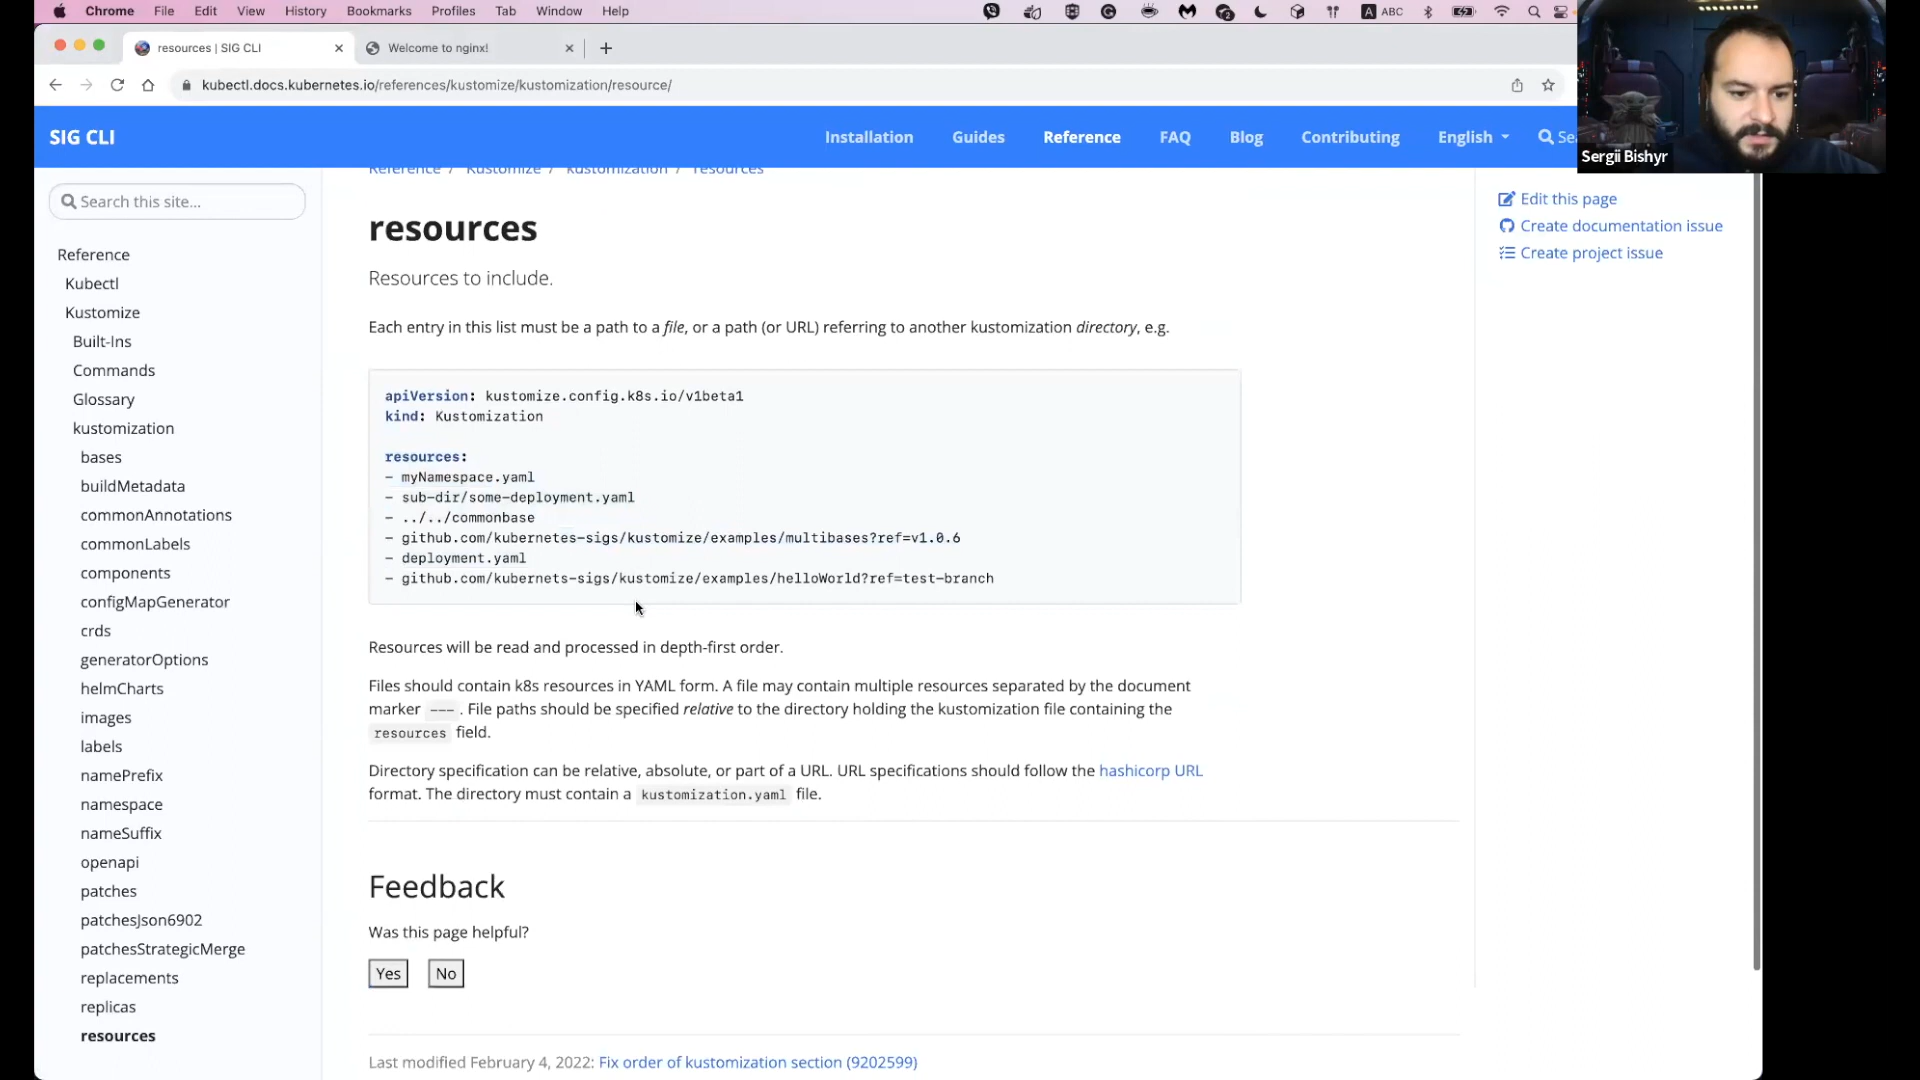 Chrome File Edit View History Bookmarks Profiles Tab Window Help
A ABC
resources | SIG CLI
Welcome to nginx!
kubectl.docs.kubernetes.io/references/kustomize/kustomization/resource/
Sergii Bishyr
SIG CLI
Installation Guides Reference FAQ Blog Contributing English
Search this site...
Reference
Kubectl
Kustomize
Built-Ins
Commands
Glossary
kustomization
bases
buildMetadata
commonAnnotations
commonLabels
components
configMapGenerator
crds
generatorOptions
helmCharts
images
labels
namePrefix
namespace
nameSuffix
openapi
patches
patchesJson6902
patchesStrategicMerge
replacements
replicas
resources
Reference / Kustomize / kustomization / resources
resources
Resources to include.
Each entry in this list must be a path to a file, or a path (or URL) referring to another kustomization directory, e.g.
apiVersion: kustomize.config.k8s.io/v1beta1
kind: Kustomization
resources:
- myNamespace.yaml
- sub-dir/some-deployment.yaml
- ../../commonbase
- github.com/kubernetes-sigs/kustomize/examples/multibases?ref=v1.0.6
- deployment.yaml
- github.com/kubernets-sigs/kustomize/examples/helloWorld?ref=test-branch
Resources will be read and processed in depth-first order.
Files should contain k8s resources in YAML form. A file may contain multiple resources separated by the document
marker ---. File paths should be specified relative to the directory holding the kustomization file containing the
resources field.
Directory specification can be relative, absolute, or part of a URL. URL specifications should follow the hashicorp URL
format. The directory must contain a kustomization.yaml file.
Feedback
Was this page helpful?
Yes No
Last modified February 4, 2022: Fix order of kustomization section (9202599)
Edit this page
Create documentation issue
Create project issue